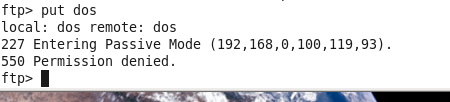 ftp> put dos
local: dos remote: dos
227 Entering Passive Mode (192,168,0,100,119,93).
550 Permission denied.
ftp>